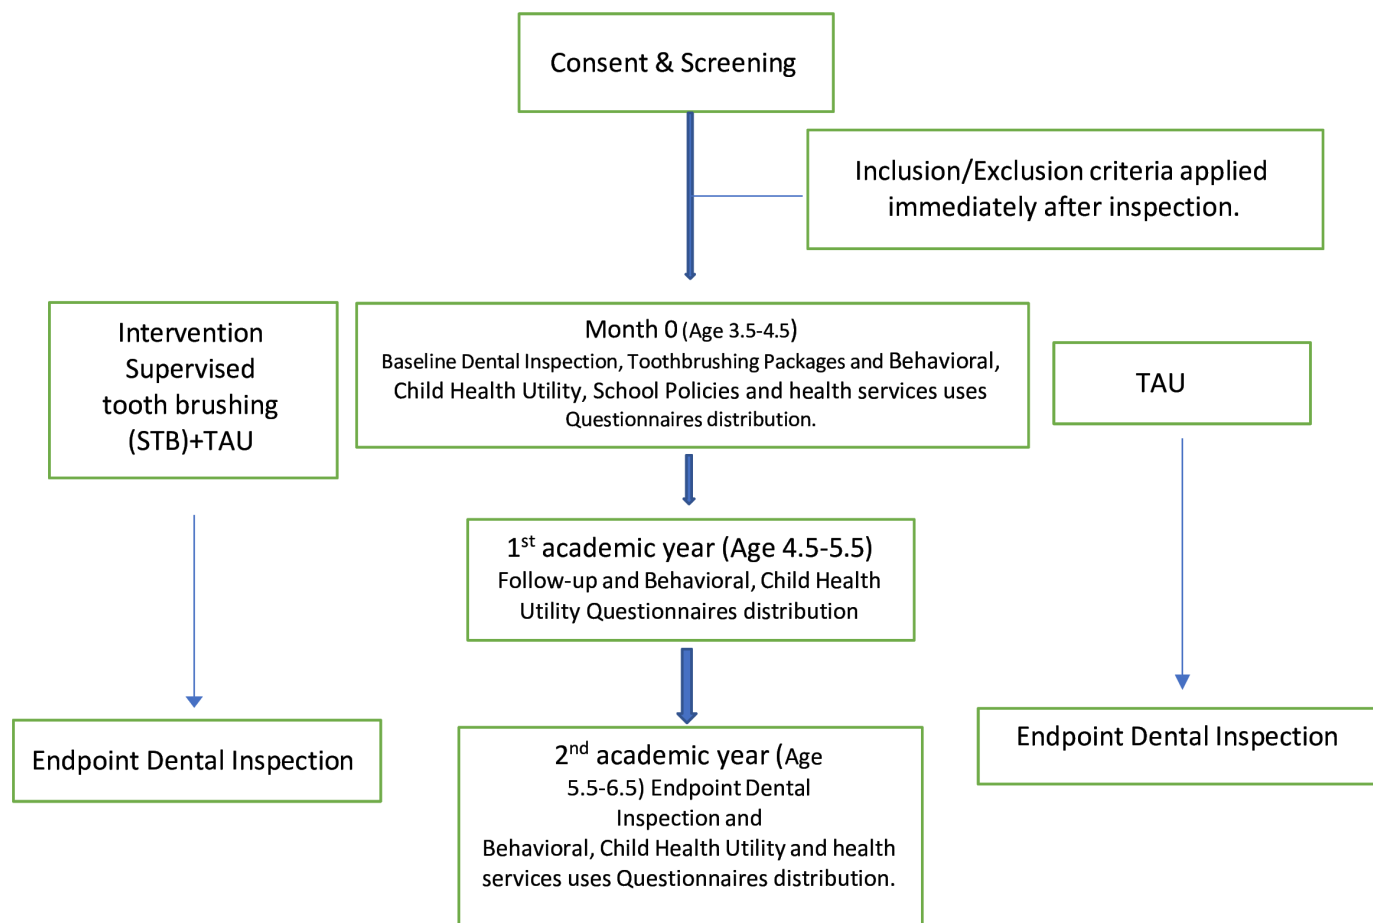 Consent & Screening
Inclusion/Exclusion criteria applied
immediately after inspection.
Intervention
Supervised
tooth brushing
(STB)+TAU
Month 0 (Age 3.5-4.5)
Baseline Dental Inspection, Toothbrushing Packages and Behavioral,
Child Health Utility, School Policies and health services uses
Questionnaires distribution.
TAU
1st academic year (Age 4.5-5.5)
Follow-up and Behavioral, Child Health
Utility Questionnaires distribution
Endpoint Dental Inspection
2nd academic year (Age
5.5-6.5) Endpoint Dental
Inspection and
Behavioral, Child Health Utility and health
services uses Questionnaires distribution.
Endpoint Dental Inspection